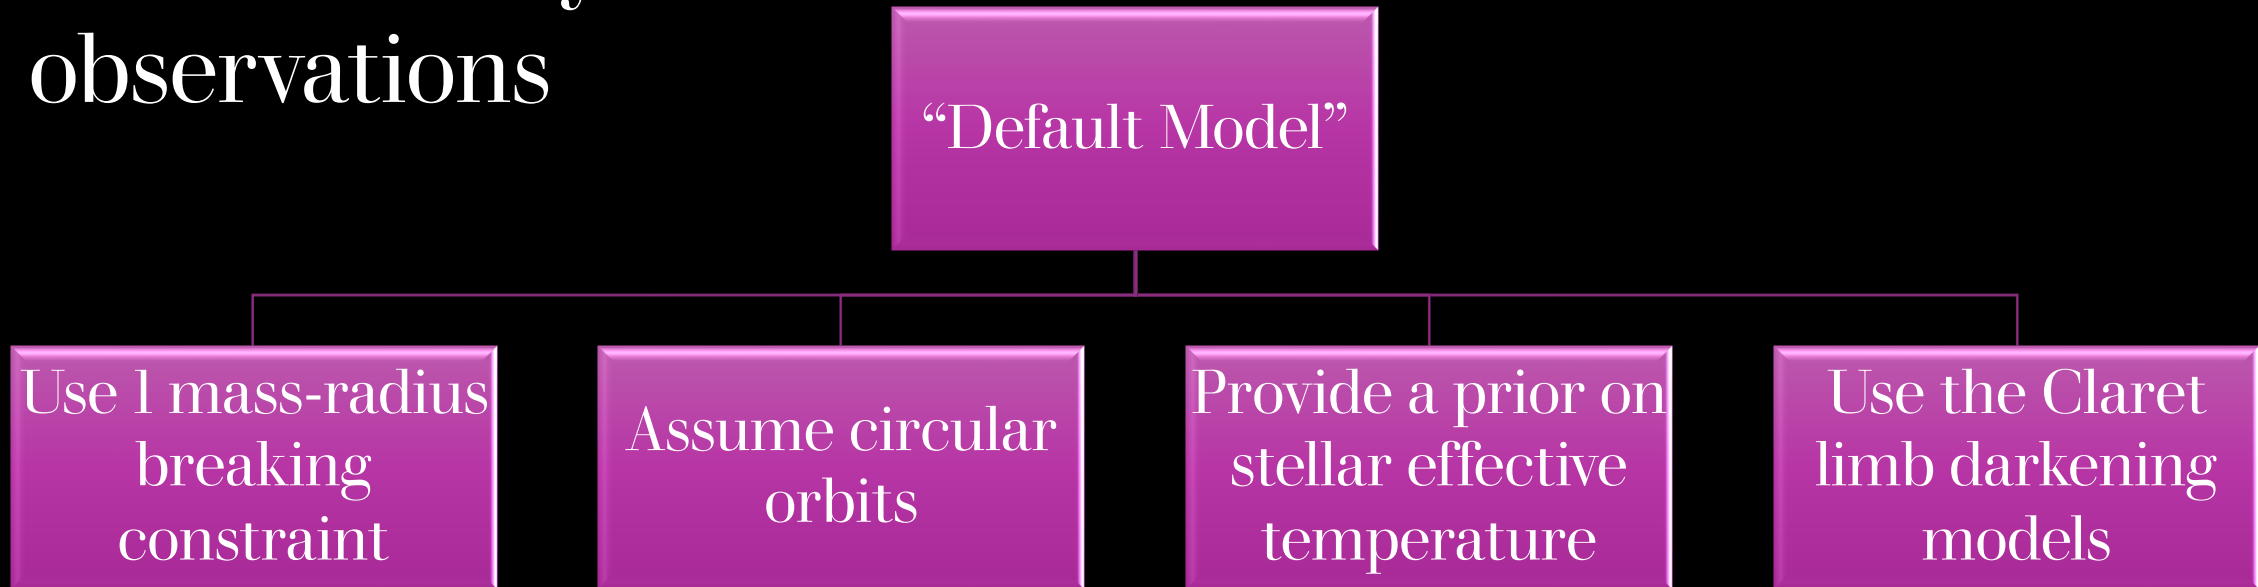 observations
“Default Model”
Use 1 mass-radius
breaking
constraint
Assume circular
orbits
Provide a prior on
stellar effective
temperature
Use the Claret
limb darkening
models